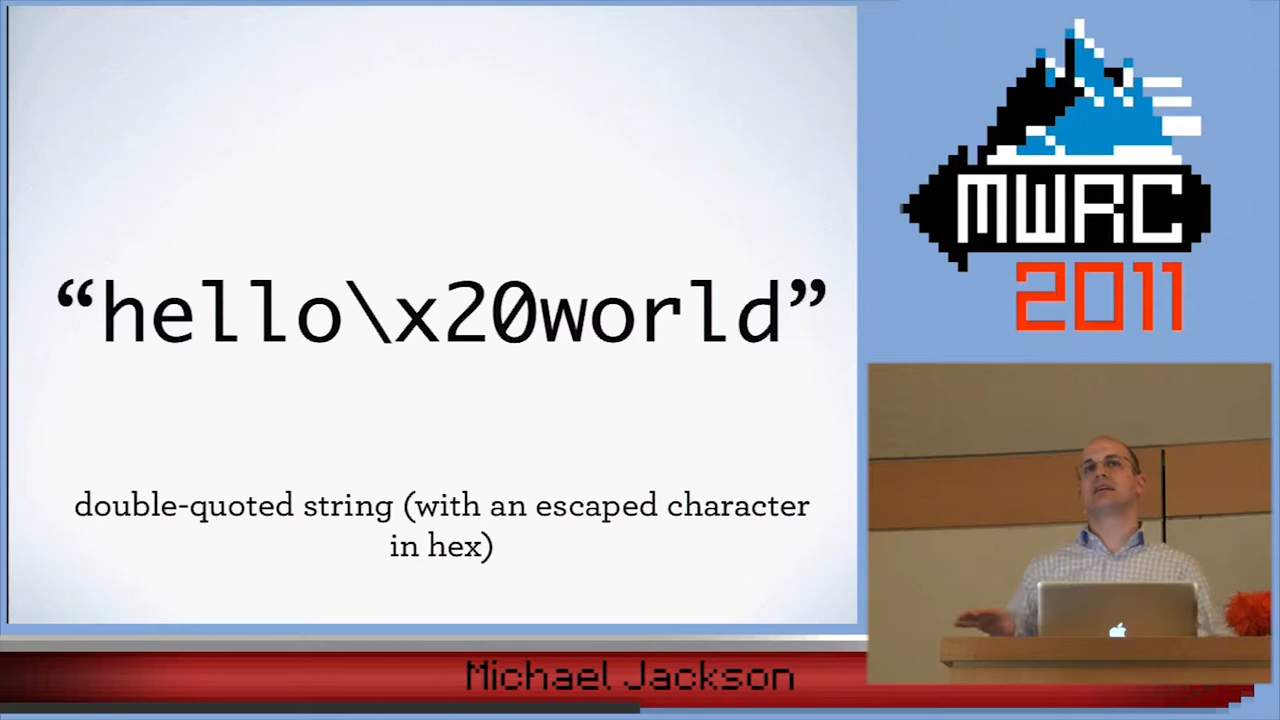 “hello\x20world”
double-quoted string (with an escaped character
in hex)
MWRC
2011
Michael Jackson